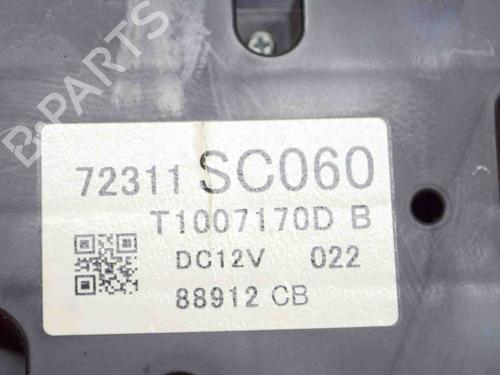 B-PARTS
72311 SC060
T1007170D B
DC12V 022
88912 CB